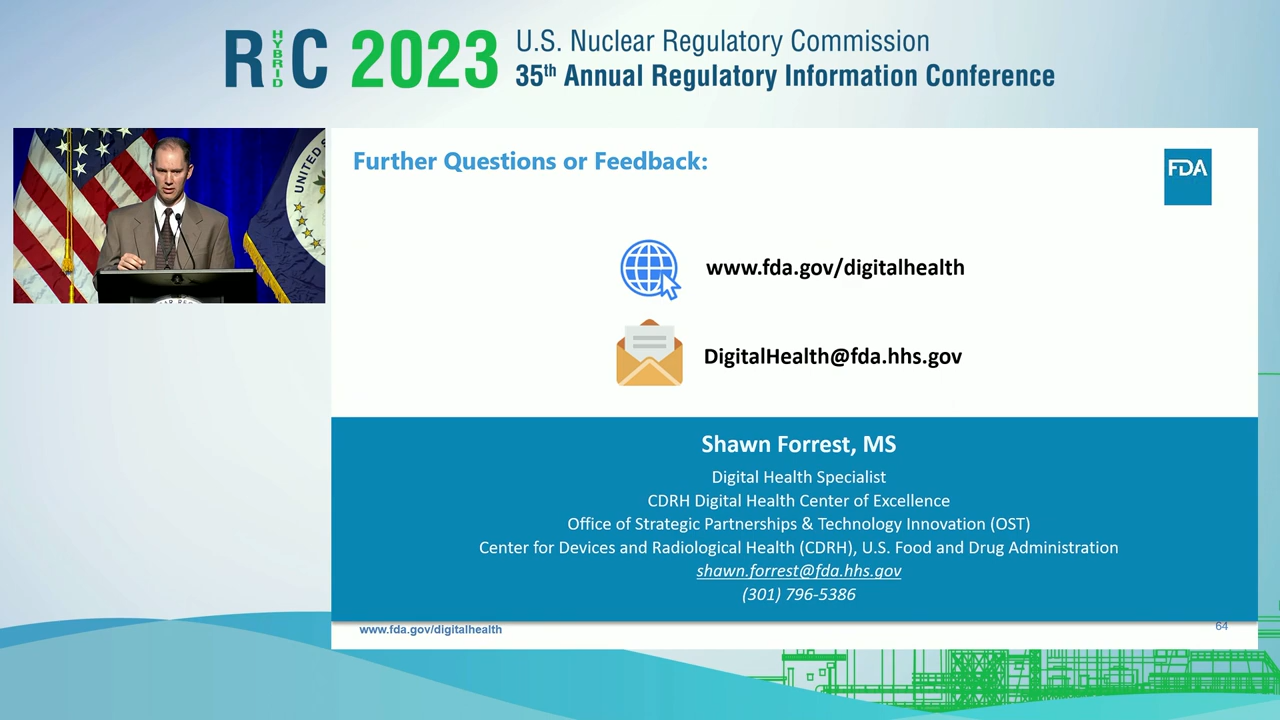 RIC HYBRID 2023
U.S. Nuclear Regulatory Commission
35th Annual Regulatory Information Conference
UNITED
Further Questions or Feedback:
FDA
www.fda.gov/digitalhealth
DigitalHealth@fda.hhs.gov
Shawn Forrest, MS
Digital Health Specialist
CDRH Digital Health Center of Excellence
Office of Strategic Partnerships & Technology Innovation (OST)
Center for Devices and Radiological Health (CDRH), U.S. Food and Drug Administration
shawn.forrest@fda.hhs.gov
(301) 796-5386
www.fda.gov/digitalhealth
64